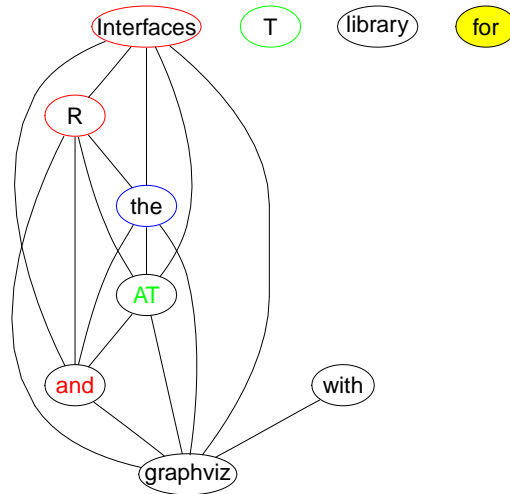 Interfaces T library for
R
the
AT
and with
graphviz